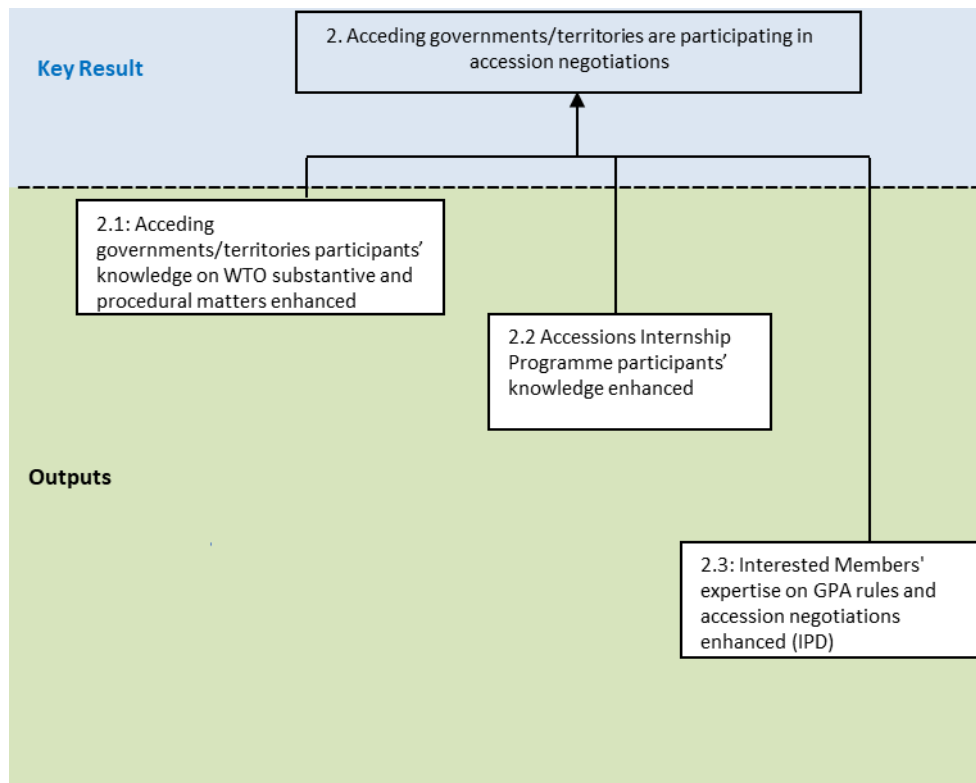 2. Acceding governments/territories are participating in
accession negotiations
Key Result
2.1: Acceding
governments/territories participants’
knowledge on WTO substantive and
procedural matters enhanced
2.2 Accessions Internship
Programme participants’
knowledge enhanced
Outputs
2.3: Interested Members'
expertise on GPA rules and
accession negotiations
enhanced (IPD)